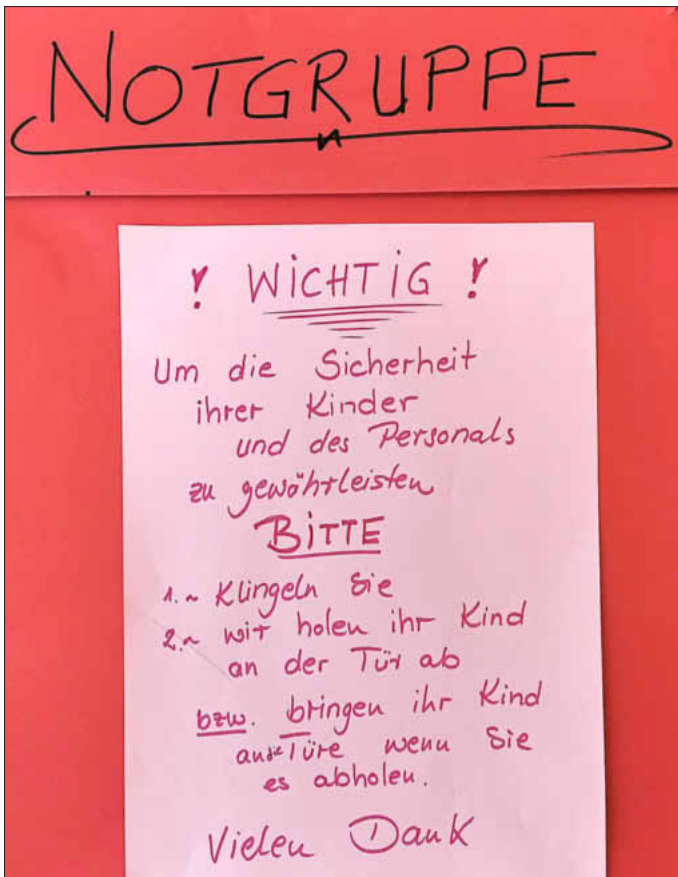 NOTGRUPPE
! WiCHTiG !
Um die Sicherheit
ihrer Kinder
und des Personals
zu gewährleisten
BiTTE
1.~ Klingeln Sie
2.~ wir holen ihr Kind
an der Tür ab
bzw. bringen ihr Kind
an die Türe wenn Sie
es abholen.
Vielen Dank